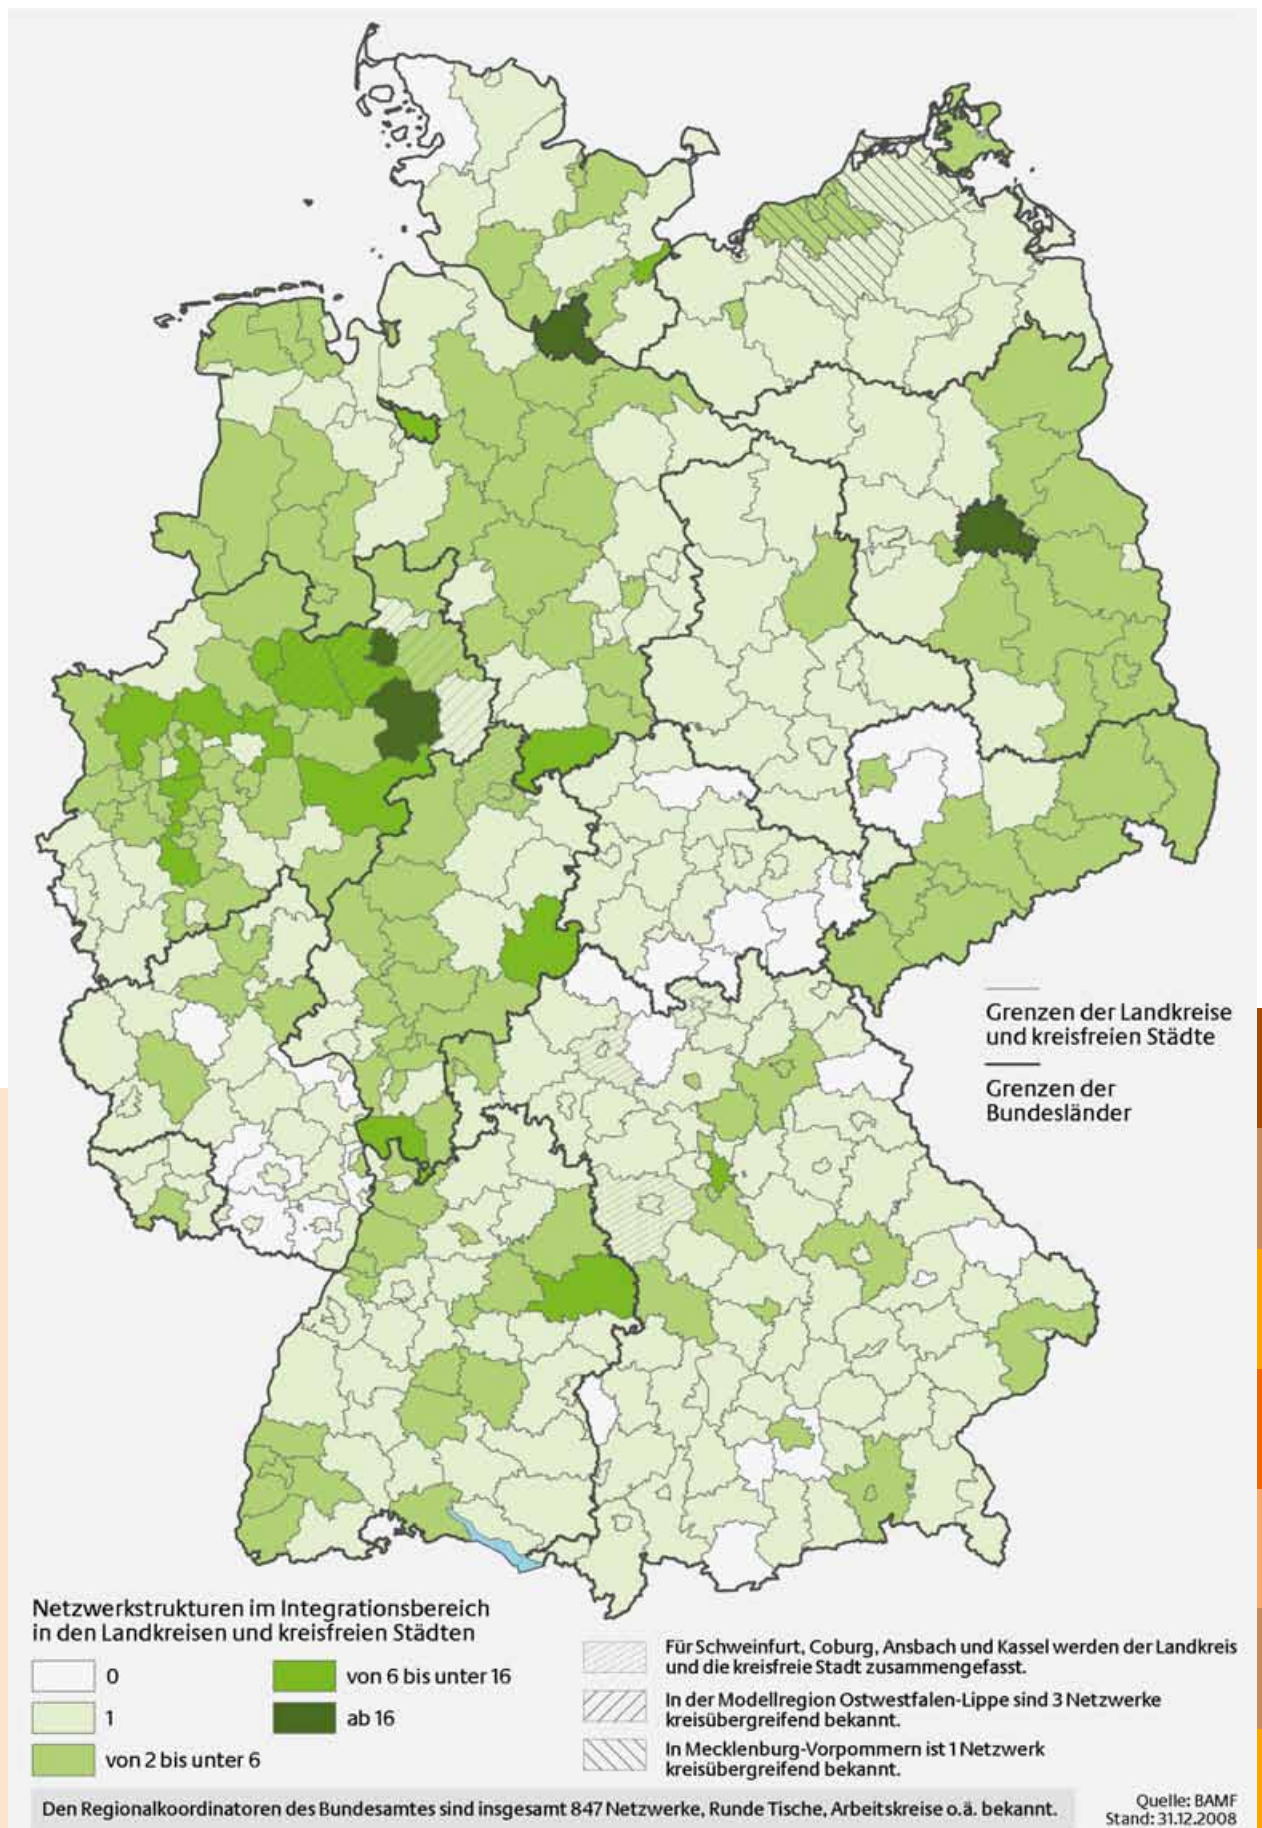 Grenzen der Landkreise
und kreisfreien Städte
Grenzen der
Bundesländer
Netzwerkstrukturen im Integrationsbereich
in den Landkreisen und kreisfreien Städten
0
1
von 2 bis unter 6
von 6 bis unter 16
ab 16
Für Schweinfurt, Coburg, Ansbach und Kassel werden der Landkreis
und die kreisfreie Stadt zusammengefasst.
In der Modellregion Ostwestfalen-Lippe sind 3 Netzwerke
kreisübergreifend bekannt.
In Mecklenburg-Vorpommern ist 1 Netzwerk
kreisübergreifend bekannt.
Den Regionalkoordinatoren des Bundesamtes sind insgesamt 847 Netzwerke, Runde Tische, Arbeitskreise o.ä. bekannt.
Quelle: BAMF
Stand: 31.12.2008